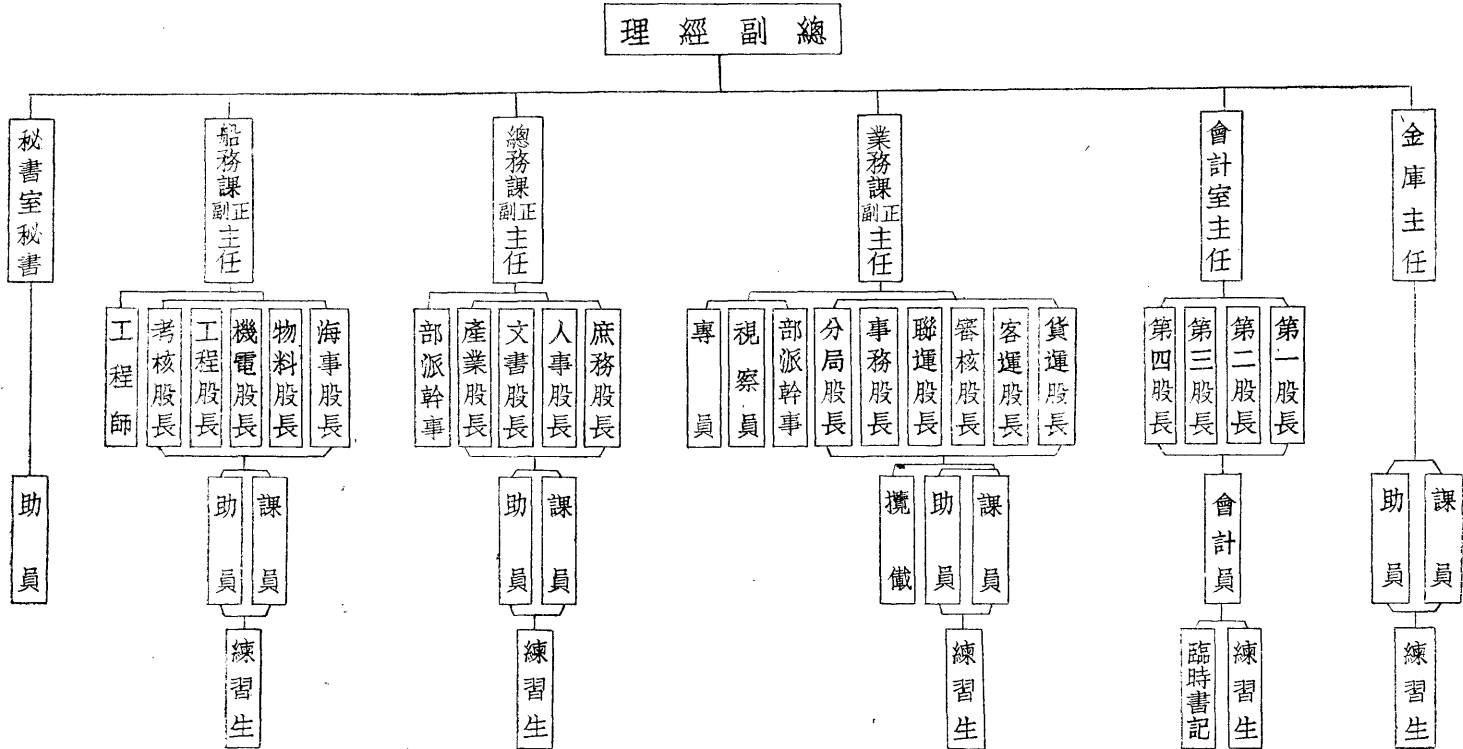 總副經理
金庫主任
會計室主任
業務課正副主任
總務課正副主任
船務課正副主任
秘書室秘書
第一股長
第二股長
第三股長
第四股長
貨運股長
客運股長
審核股長
聯運股長
事務股長
分局股長
部派幹事
視察員
專員
庶務股長
人事股長
文書股長
產業股長
部派幹事
海事股長
物料股長
機電股長
工程股長
考核股長
工程師
課員
助員
會計員
課員
助員
攬儎
課員
助員
課員
助員
助員
練習生
練習生
臨時書記
練習生
練習生
練習生